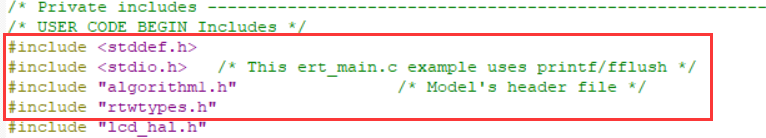 /* Private includes ----------------------------------------------------------
/* USER CODE BEGIN Includes */
#include <stddef.h>
#include <stdio.h> /* This ert_main.c example uses printf/fflush */
#include "algorithm1.h" /* Model's header file */
#include "rtwtypes.h"
#include "lcd_hal.h"